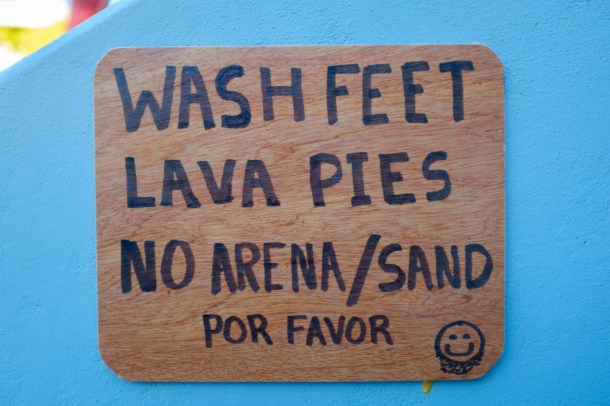 WASH FEET
LAVA PIES
NO ARENA/SAND
POR FAVOR